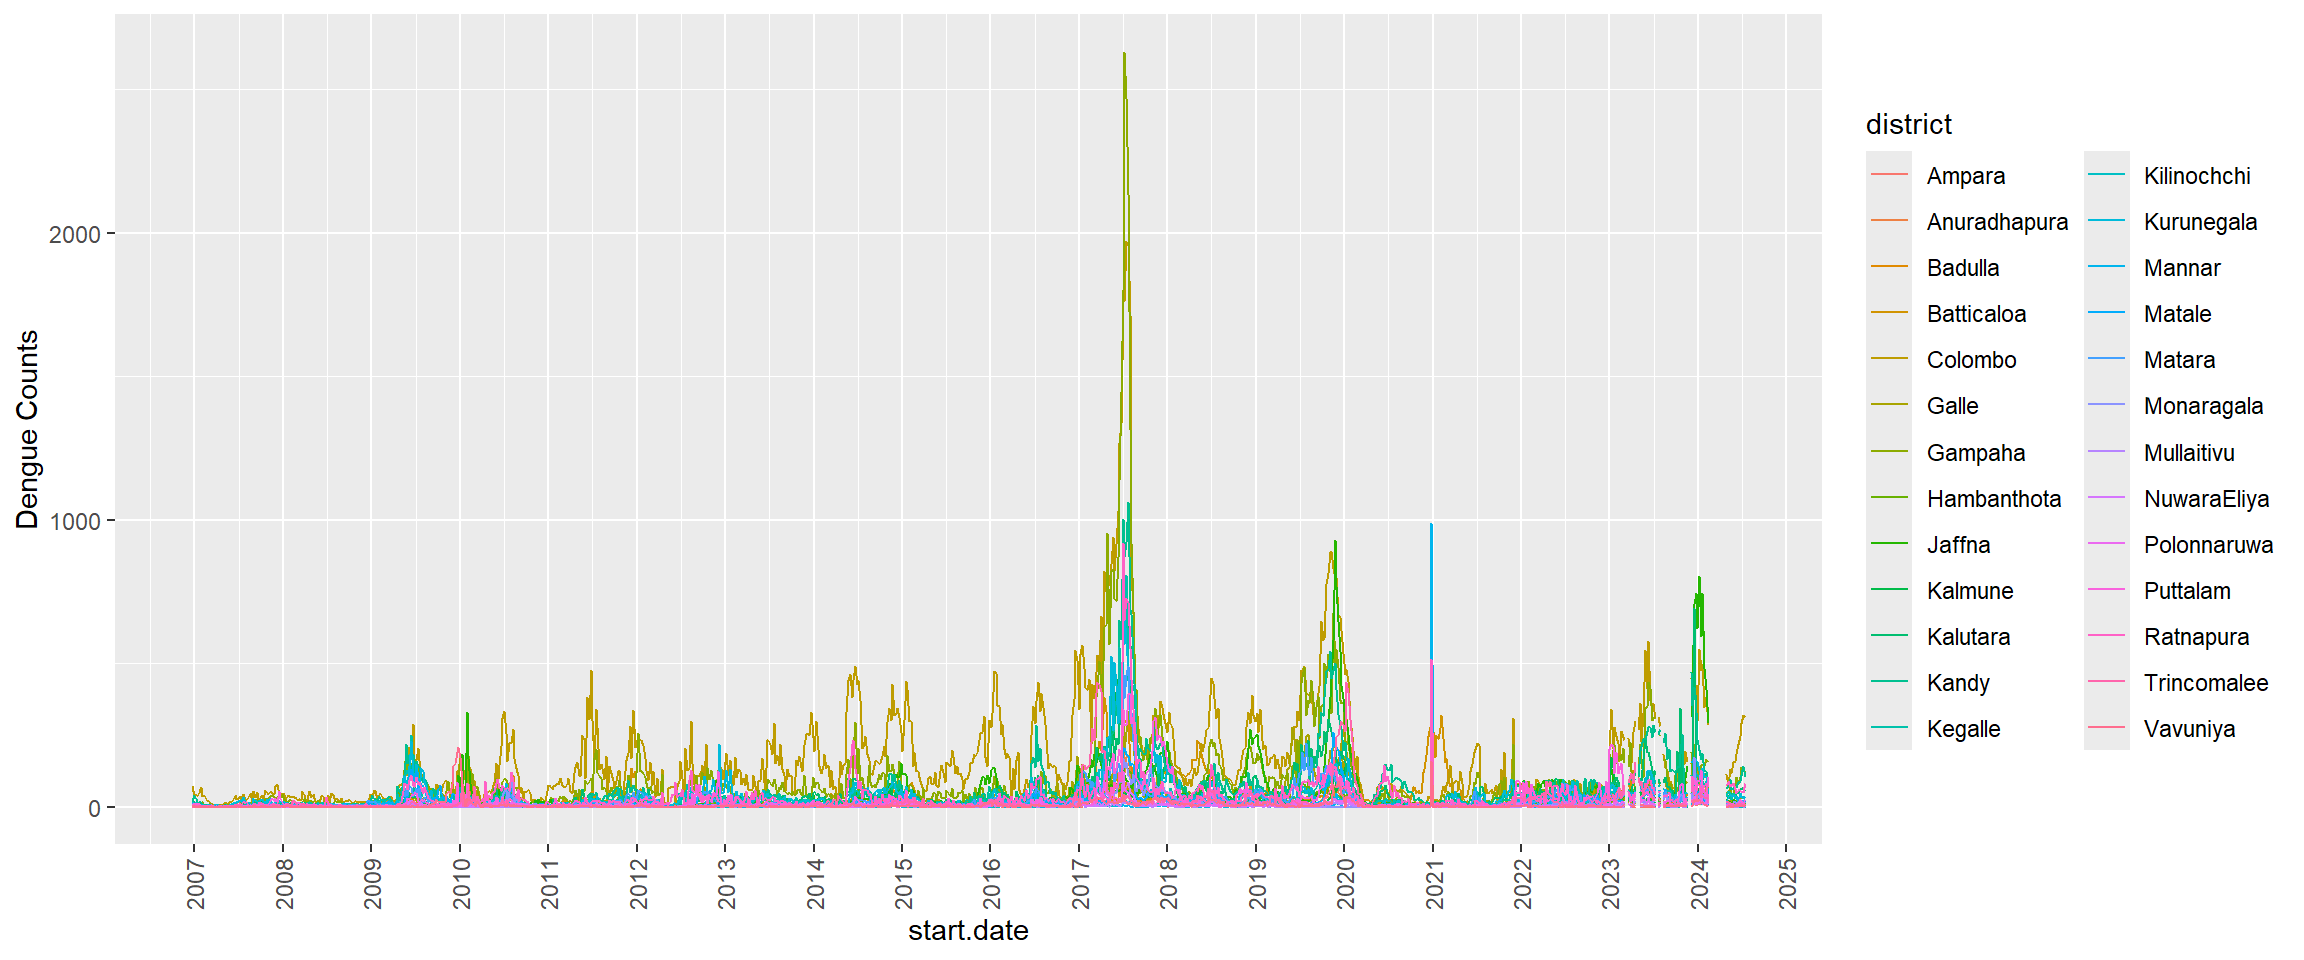 Dengue Counts
2000
1000
0
2007 2008 2009 2010 2011 2012 2013 2014 2015 2016 2017 2018 2019 2020 2021 2022 2023 2024 2025
start.date
district
Ampara
Anuradhapura
Badulla
Batticaloa
Colombo
Galle
Gampaha
Hambanthota
Jaffna
Kalmune
Kalutara
Kandy
Kegalle
Kilinochchi
Kurunegala
Mannar
Matale
Matara
Monaragala
Mullaitivu
NuwaraEliya
Polonnaruwa
Puttalam
Ratnapura
Trincomalee
Vavuniya